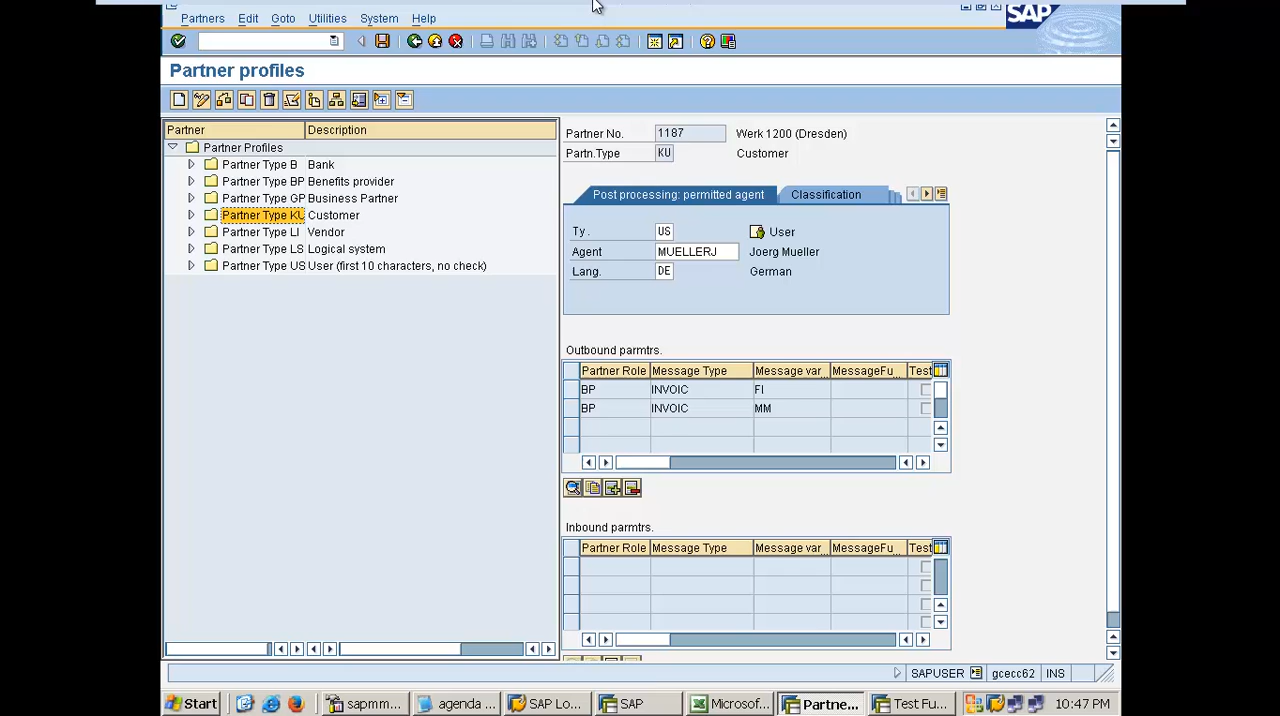 Partners Edit Goto Utilities System Help
SAP
Partner profiles
Partner Description
Partner Profiles
Partner Type B Bank
Partner Type BP Benefits provider
Partner Type GP Business Partner
Partner Type KU Customer
Partner Type LI Vendor
Partner Type LS Logical system
Partner Type US User (first 10 characters, no check)
Partner No. 1187 Werk 1200 (Dresden)
Partn.Type KU Customer
Post processing: permitted agent Classification
Ty. US User
Agent MUELLERJ Joerg Mueller
Lang. DE German
Outbound parmtrs.
Partner Role Message Type Message var... MessageFu... Test
BP INVOIC FI
BP INVOIC MM
Inbound parmtrs.
Partner Role Message Type Message var... MessageFu... Test
SAPUSER gcecc62 INS
Start sapmm... agenda ... SAP Lo... SAP Microsof... Partne... Test Fu... 10:47 PM